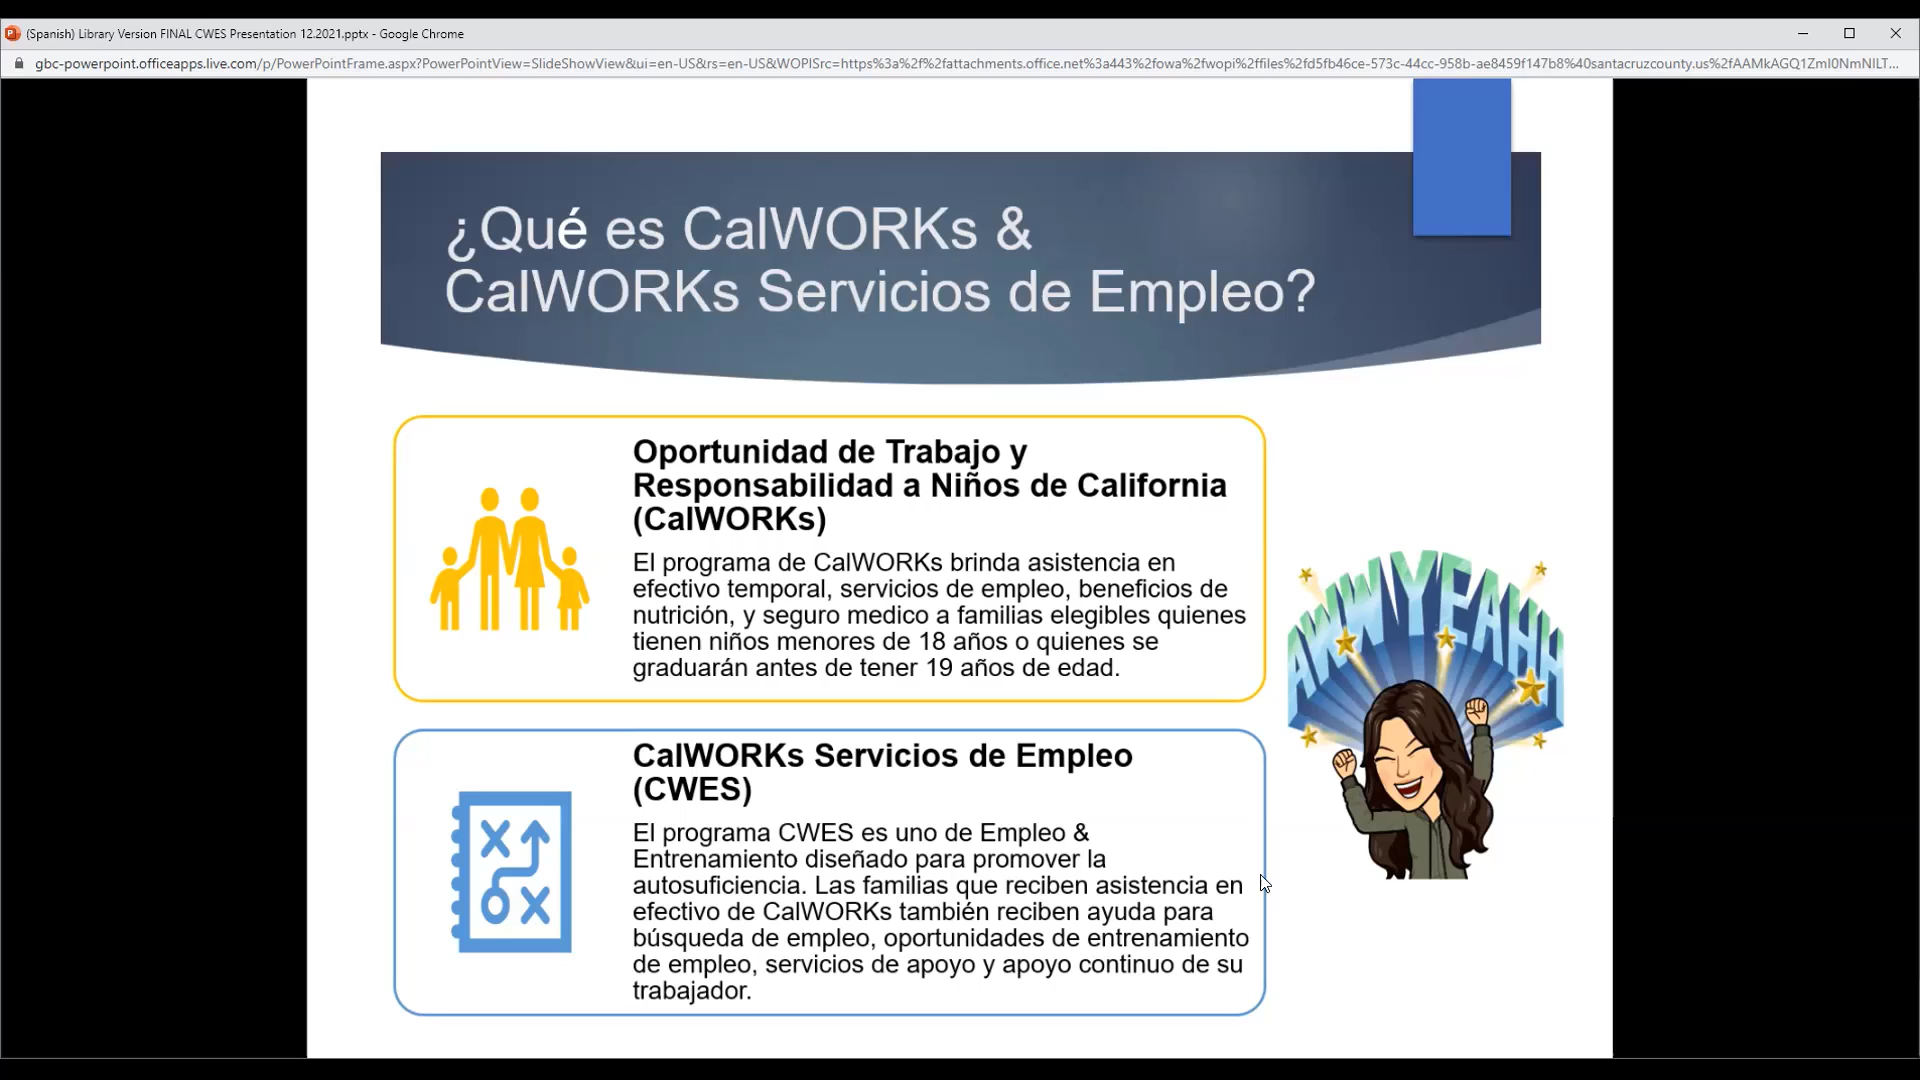 (Spanish) Library Version FINAL CWES Presentation 12.2021.pptx - Google Chrome
gbc-powerpoint.officeapps.live.com/p/PowerPointFrame.aspx?PowerPointView=SlideShowView&ui=en-US&rs=en-US&WOPISrc=https%3a%2f%2fattachments.office.net%3a443%2fowa%2fwopi%2ffiles%2fd5fb46ce-573c-44cc-958b-ae8459f147b8%40santacruzcounty.us%2fAAMkAGQ1ZmI0NmNILT...
¿Qué es CalWORKs &
CalWORKs Servicios de Empleo?
Oportunidad de Trabajo y
Responsabilidad a Niños de California
(CalWORKs)
El programa de CalWORKs brinda asistencia en
efectivo temporal, servicios de empleo, beneficios de
nutrición, y seguro medico a familias elegibles quienes
tienen niños menores de 18 años o quienes se
graduarán antes de tener 19 años de edad.
AWWYEAHH
CalWORKs Servicios de Empleo
(CWES)
El programa CWES es uno de Empleo &
Entrenamiento diseñado para promover la
autosuficiencia. Las familias que reciben asistencia en
efectivo de CalWORKs también reciben ayuda para
búsqueda de empleo, oportunidades de entrenamiento
de empleo, servicios de apoyo y apoyo continuo de su
trabajador.